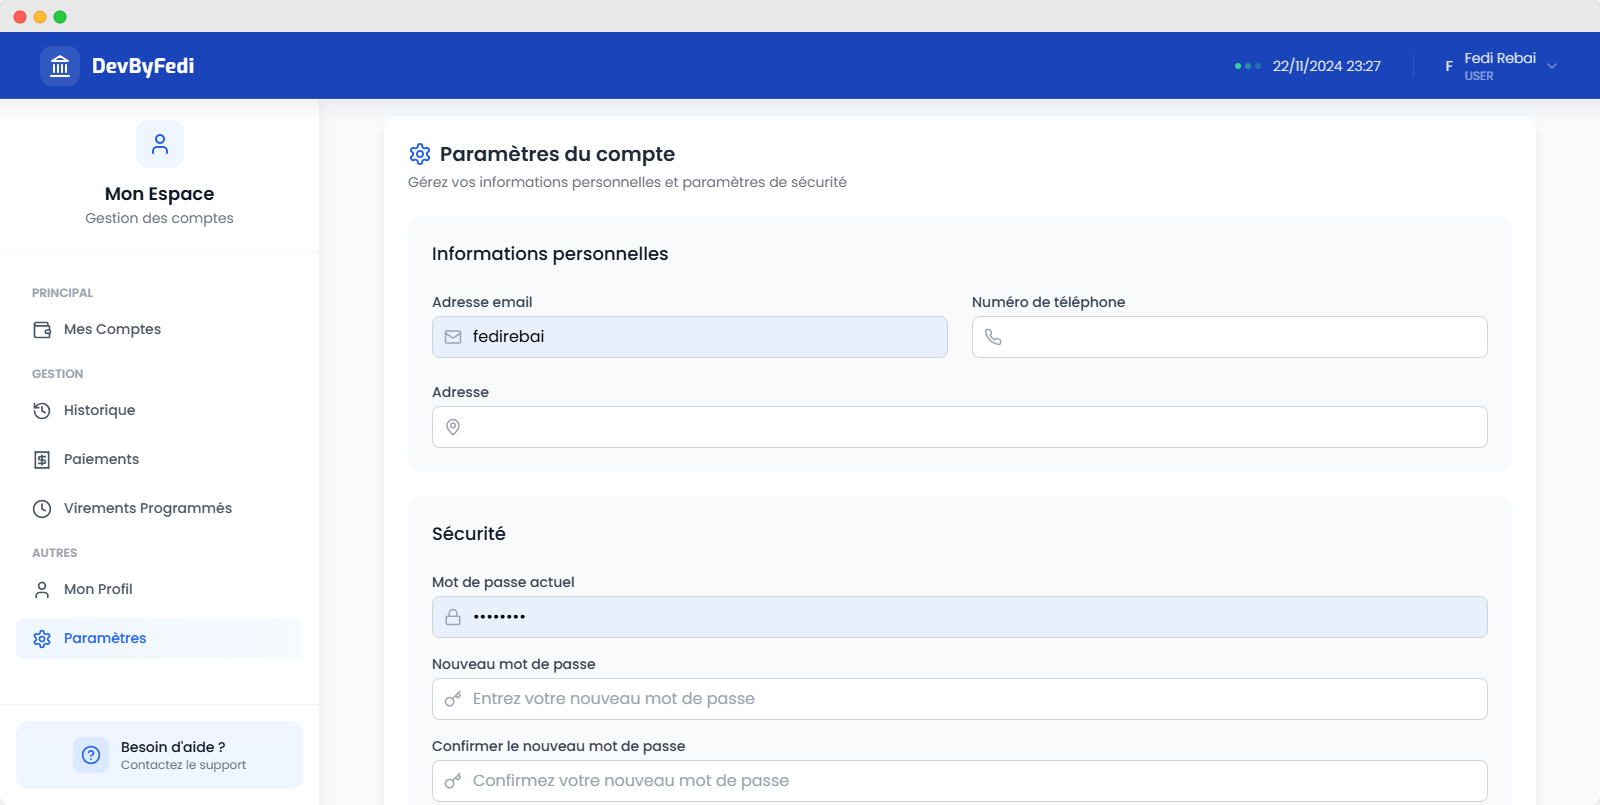 DevByFedi
22/11/2024 23:27
F
Fedi Rebai
USER
Mon Espace
Gestion des comptes
PRINCIPAL
Mes Comptes
GESTION
Historique
Paiements
Virements Programmés
AUTRES
Mon Profil
Paramètres
Besoin d'aide ?
Contactez le support
Paramètres du compte
Gérez vos informations personnelles et paramètres de sécurité
Informations personnelles
Adresse email
fedirebai
Numéro de téléphone
Adresse
Sécurité
Mot de passe actuel
••••••••
Nouveau mot de passe
Entrez votre nouveau mot de passe
Confirmer le nouveau mot de passe
Confirmez votre nouveau mot de passe